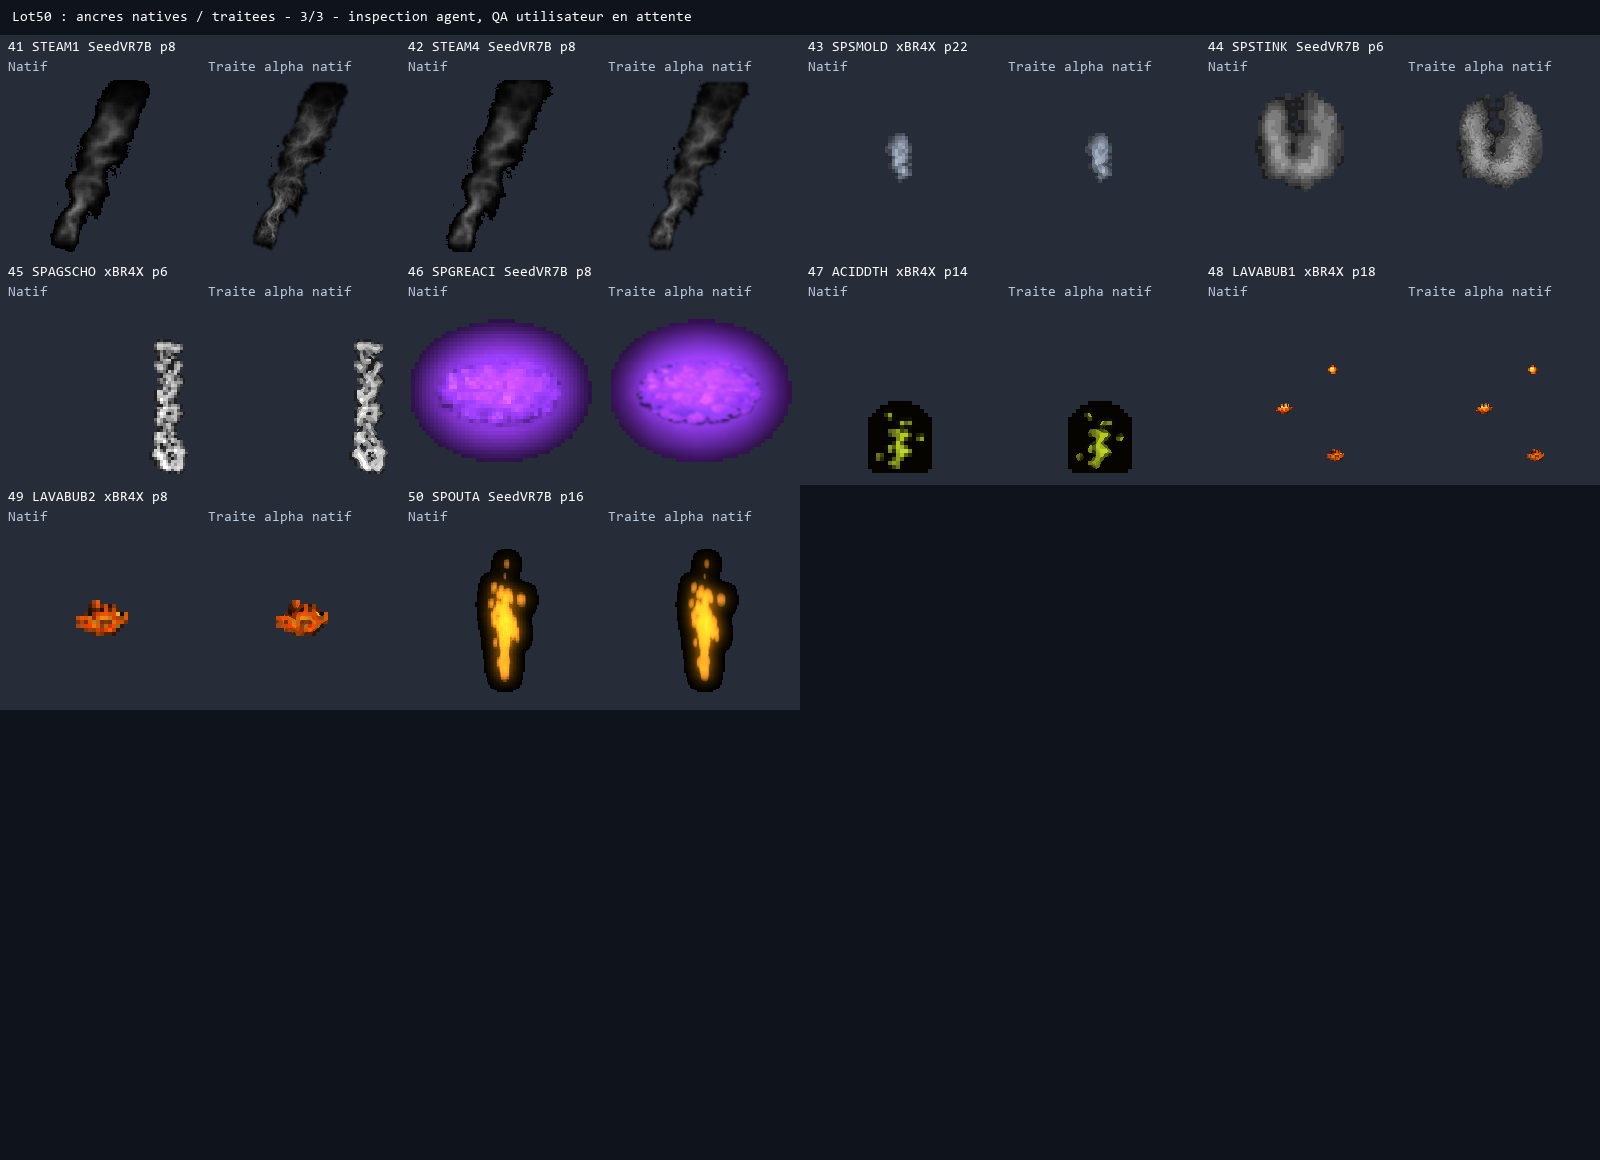 Lot50 : ancres natives / traitees - 3/3 - inspection agent, QA utilisateur en attente
41 STEAM1 SeedVR7B p8
Natif
Traite alpha natif
42 STEAM4 SeedVR7B p8
Natif
Traite alpha natif
43 SPSMOLD xBR4X p22
Natif
Traite alpha natif
44 SPSTINK SeedVR7B p6
Natif
Traite alpha natif
45 SPAGSCHO xBR4X p6
Natif
Traite alpha natif
46 SPGREACI SeedVR7B p8
Natif
Traite alpha natif
47 ACIDDTH xBR4X p14
Natif
Traite alpha natif
48 LAVABUB1 xBR4X p18
Natif
Traite alpha natif
49 LAVABUB2 xBR4X p8
Natif
Traite alpha natif
50 SPOUTA SeedVR7B p16
Natif
Traite alpha natif